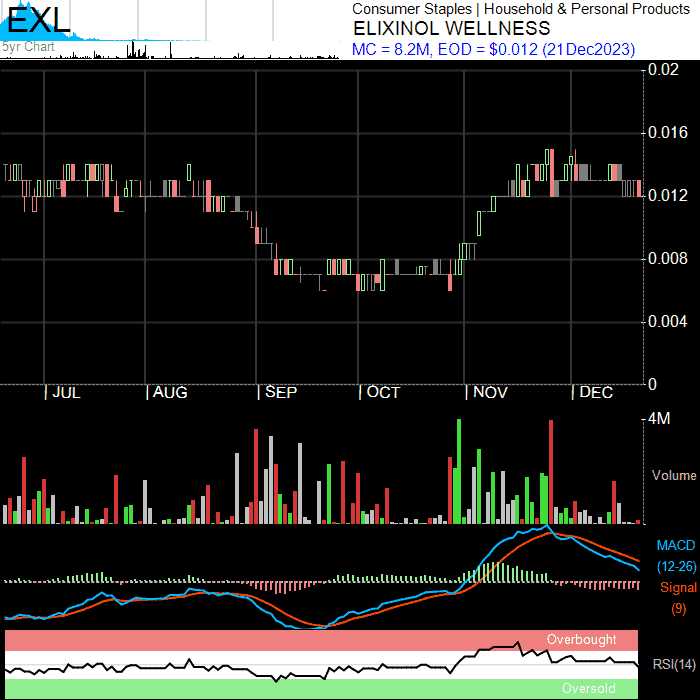 EXL
5yr Chart
Consumer Staples | Household & Personal Products
ELIXINOL WELLNESS
MC = 8.2M, EOD = $0.012 (21Dec2023)
0.02
0.016
0.012
0.008
0.004
0
|JUL |AUG |SEP |OCT |NOV |DEC
4M
Volume
MACD
(12-26)
Signal
(9)
Overbought
RSI(14)
Oversold